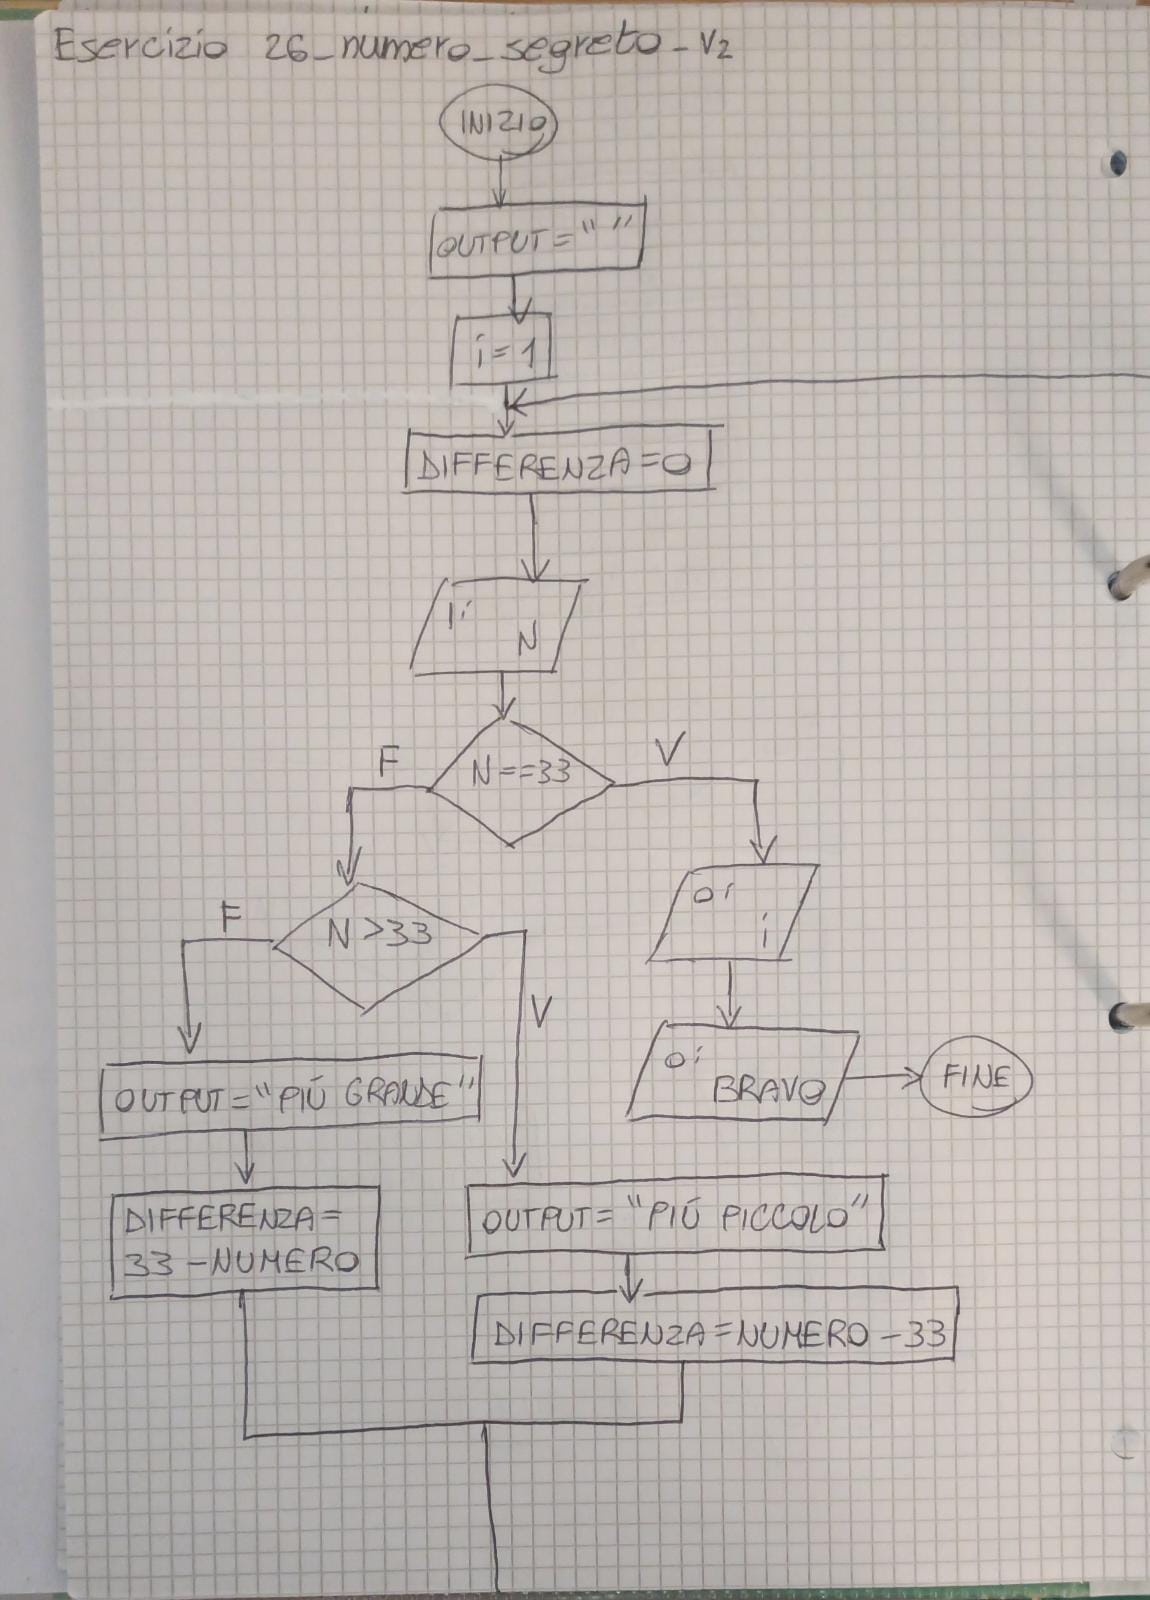 Esercizio 26_numero_segreto_V2
INIZIO
OUTPUT=" "
i=1
DIFFERENZA=0
I:
N
N==33
F
V
N>33
F
V
O:
i
O:
BRAVO
FINE
OUTPUT="PIÚ GRANDE"
DIFFERENZA=
33-NUMERO
OUTPUT="PIÚ PICCOLO"
DIFFERENZA=NUMERO-33